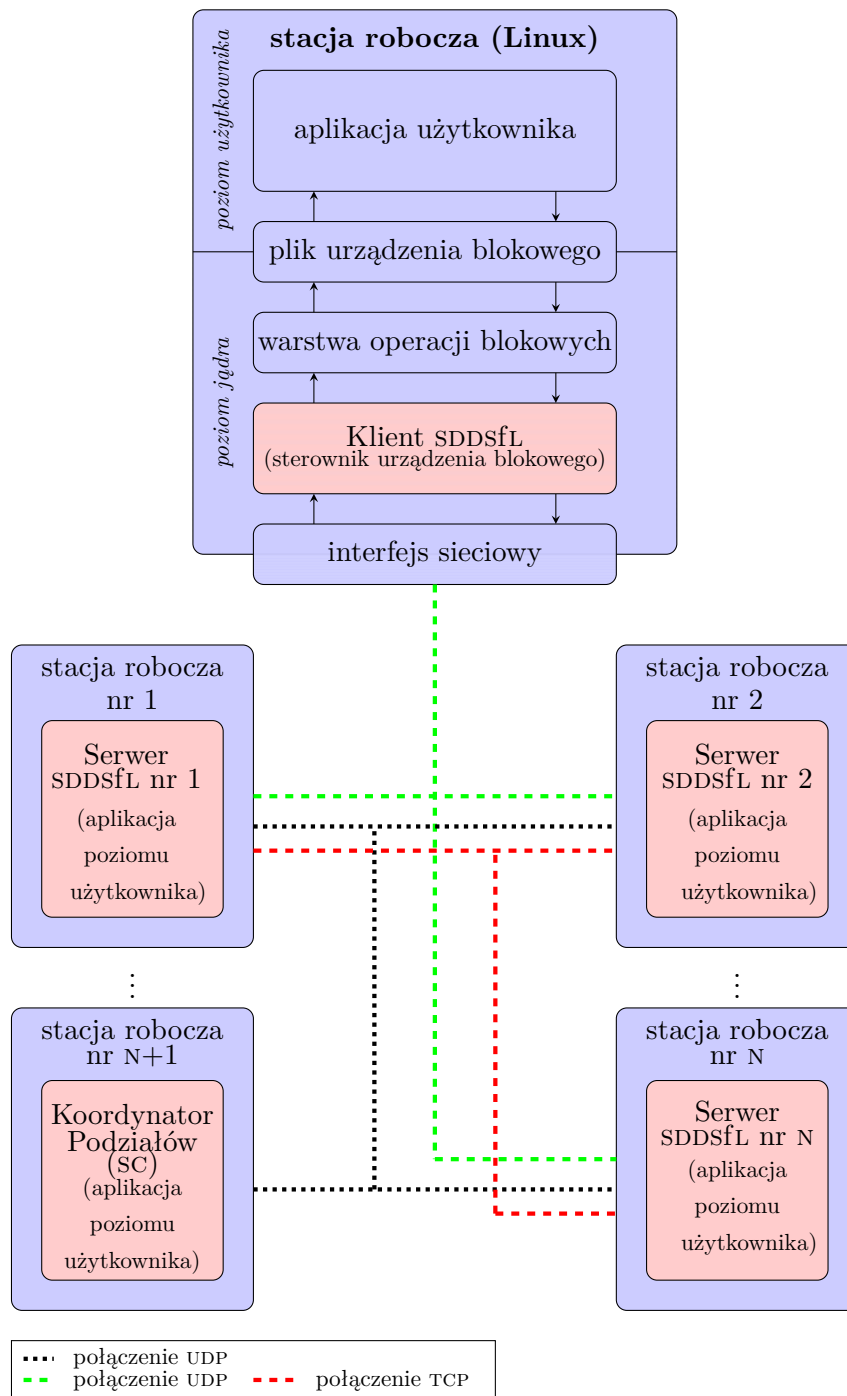 stacja robocza (Linux)
poziom użytkownika
aplikacja użytkownika
plik urządzenia blokowego
poziom jądra
warstwa operacji blokowych
Klient SDDSfL
(sterownik urządzenia blokowego)
interfejs sieciowy
stacja robocza
nr 1
Serwer
SDDSfL nr 1
(aplikacja
poziomu
użytkownika)
stacja robocza
nr 2
Serwer
SDDSfL nr 2
(aplikacja
poziomu
użytkownika)
⋮
⋮
stacja robocza
nr N+1
Koordynator
Podziałów
(SC)
(aplikacja
poziomu
użytkownika)
stacja robocza
nr N
Serwer
SDDSfL nr N
(aplikacja
poziomu
użytkownika)
połączenie UDP
połączenie UDP
połączenie TCP